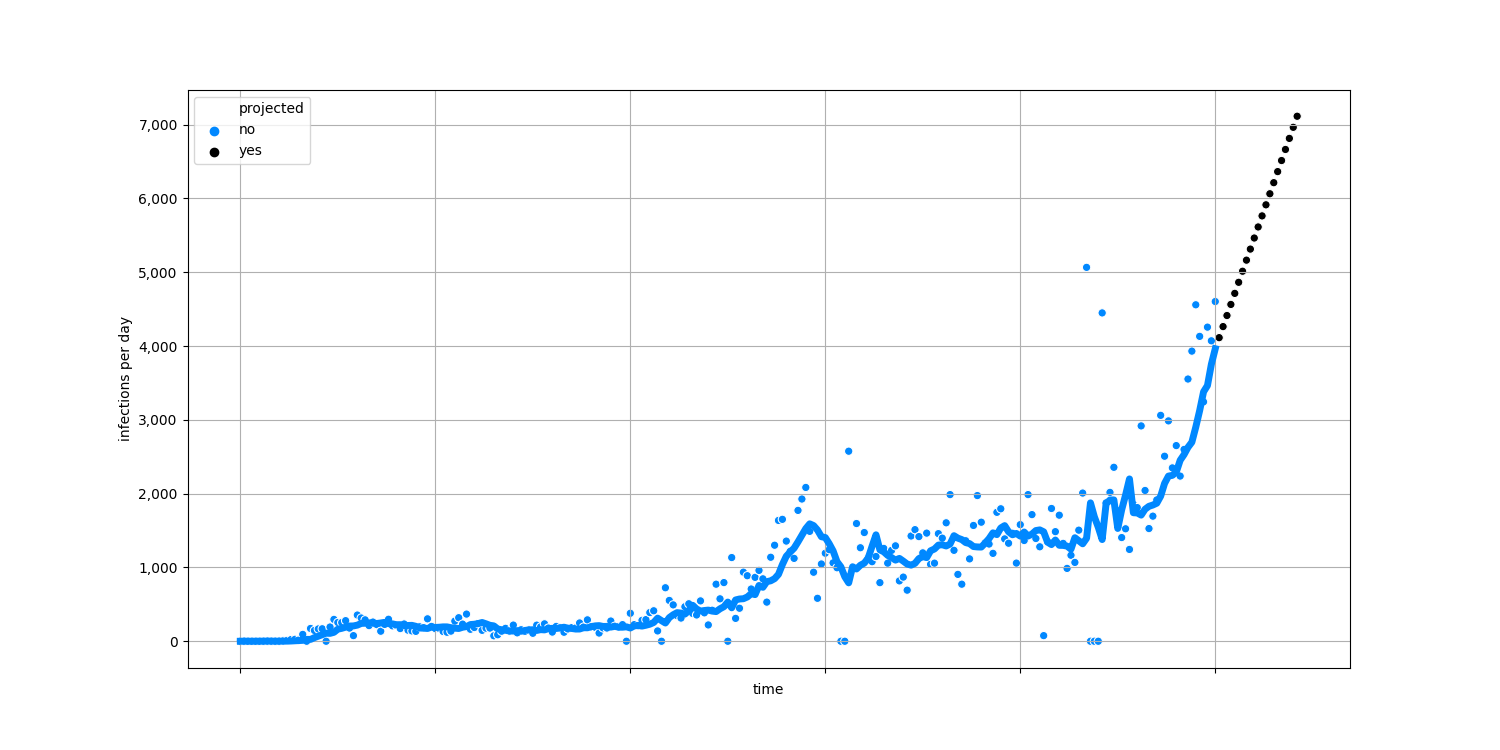 projected
no
yes
7,000
6,000
5,000
4,000
3,000
2,000
1,000
0
infections per day
time